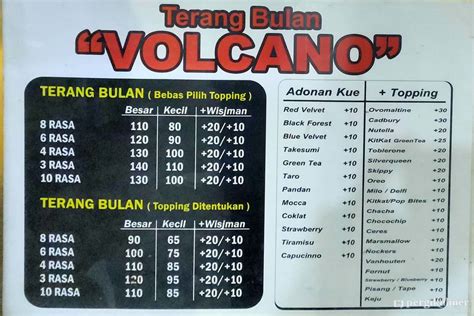 Terang Bulan
"VOLCANO"
TERANG BULAN ( Bebas Pilih Topping )
Besar Kecil +Wisjman
8 RASA 110 80 +20/+10
6 RASA 120 90 +20/+10
4 RASA 130 100 +20/+10
3 RASA 140 110 +20/+10
10 RASA 130 100 +20/+10
TERANG BULAN ( Topping Ditentukan )
Besar Kecil +Wisjman
8 RASA 90 65 +20/+10
6 RASA 100 75 +20/+10
4 RASA 110 85 +20/+10
3 RASA 120 95 +20/+10
10 RASA 110 85 +20/+10
Adonan Kue
Red Velvet +10
Black Forest +10
Blue Velvet +10
Takesumi +10
Green Tea +10
Taro +10
Pandan +10
Mocca +10
Coklat +10
Strawberry +10
Tiramisu +10
Capucinno +10
+ Topping
Ovomaltine +30
Cadbury +30
Nutella +20
KitKat GreenTea +25
Toblerone +20
Silverqueen +20
Skippy +20
Oreo +10
Milo / Delfi +10
Kitkat/Pop Bites +10
Chacha +10
Chocochip +10
Ceres +10
Marsmallow +10
Nockers +10
Vanhouten +10
Fornut +10
Strawberry / Blueberry +10
Pisang / Tape +10
Keju +10
pergikuliner